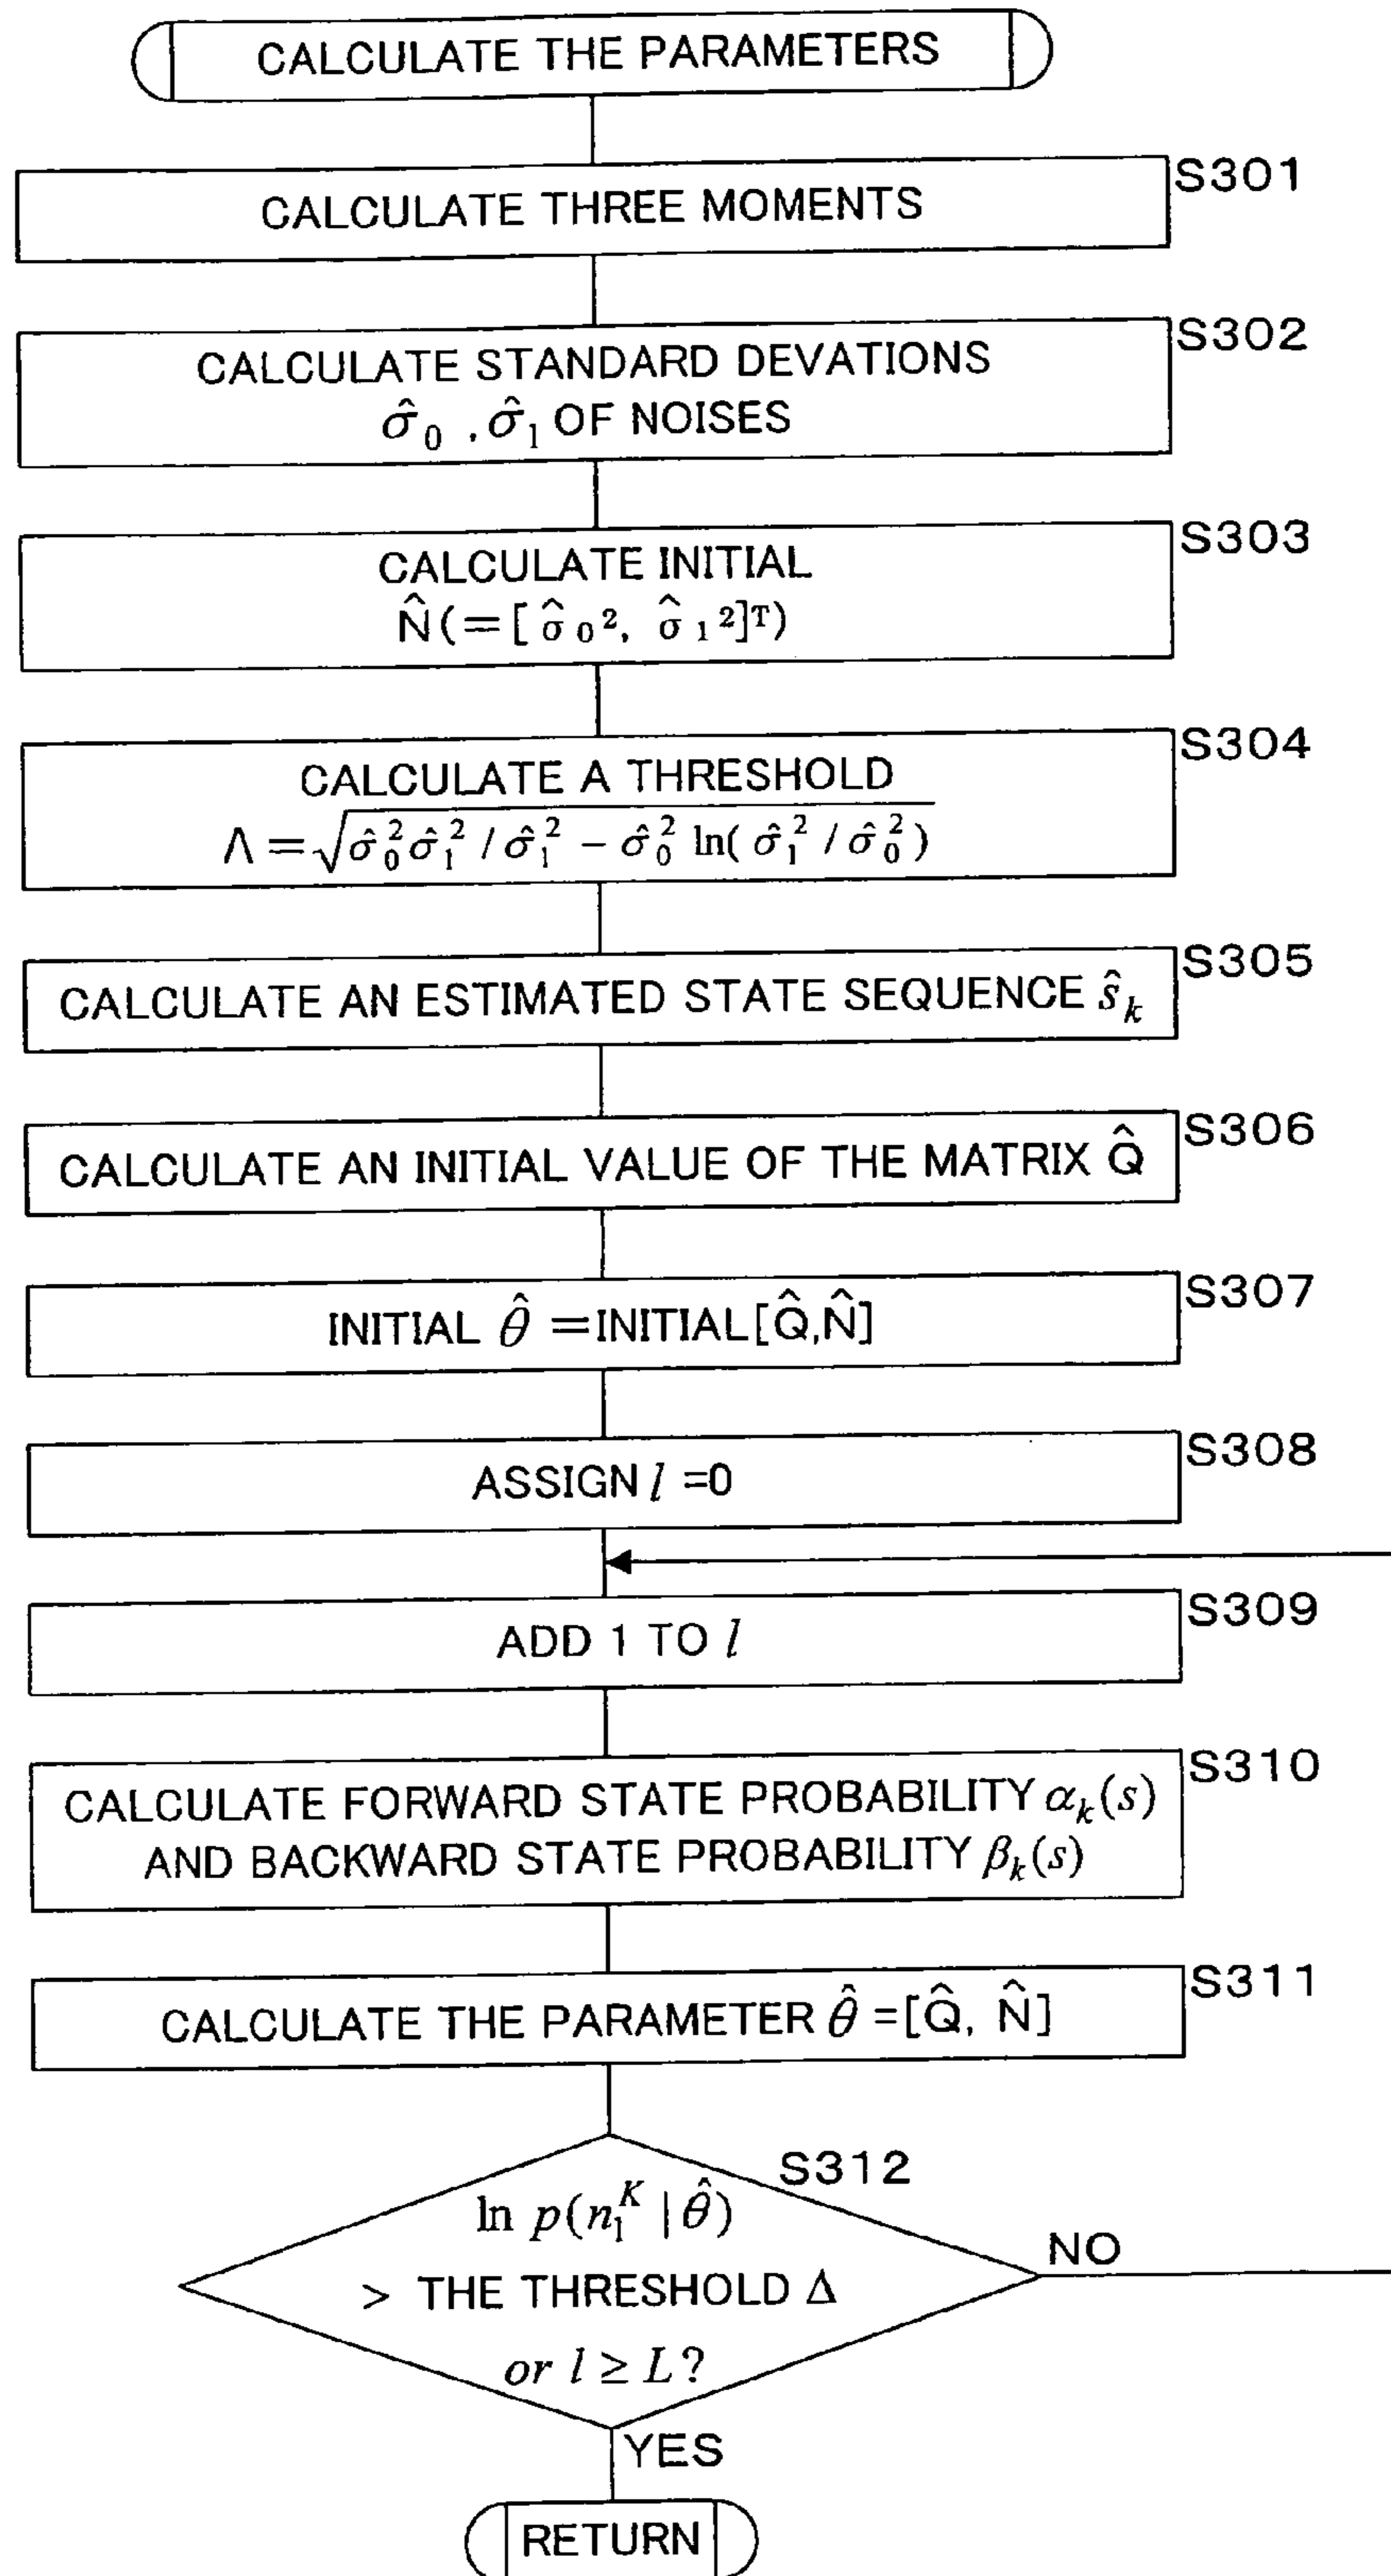 CALCULATE THE PARAMETERS
S301
CALCULATE THREE MOMENTS
S302
CALCULATE STANDARD DEVATIONS
σ̂₀ , σ̂₁ OF NOISES
S303
CALCULATE INITIAL
N̂(=[σ̂₀², σ̂₁²]ᵀ)
S304
CALCULATE A THRESHOLD
Λ=√(σ̂₀²σ̂₁² / σ̂₁² − σ̂₀² ln( σ̂₁² / σ̂₀²))
S305
CALCULATE AN ESTIMATED STATE SEQUENCE ŝₖ
S306
CALCULATE AN INITIAL VALUE OF THE MATRIX Q̂
S307
INITIAL θ̂ =INITIAL[Q̂,N̂]
S308
ASSIGN l =0
S309
ADD 1 TO l
S310
CALCULATE FORWARD STATE PROBABILITY αₖ(s)
AND BACKWARD STATE PROBABILITY βₖ(s)
S311
CALCULATE THE PARAMETER θ̂ =[Q̂, N̂]
S312
ln p(n₁ᴷ | θ̂)
> THE THRESHOLD Δ
or l ≥ L?
NO
YES
RETURN